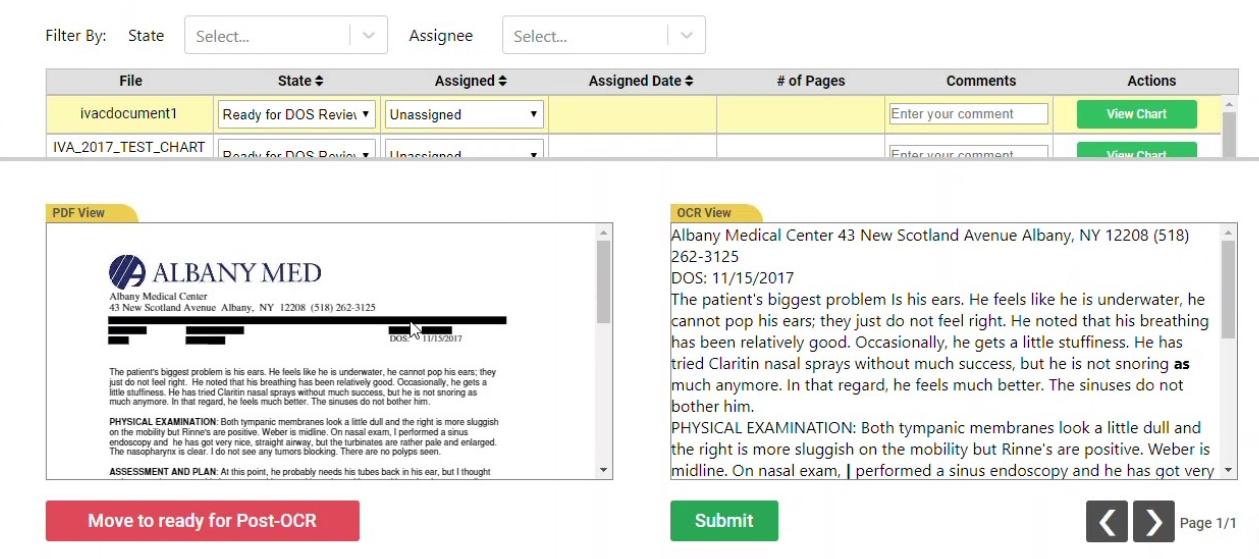 Filter By: State Select... Assignee Select...
File State Assigned Assigned Date # of Pages Comments Actions
ivacdocument1 Ready for DOS Review Unassigned Enter your comment View Chart
IVA_2017_TEST_CHART Ready for DOS Review Unassigned Enter your comment View Chart
PDF View
ALBANY MED
Albany Medical Center
43 New Scotland Avenue Albany, NY 12208 (518) 262-3125
DOS: 11/15/2017
The patient's biggest problem is his ears. He feels like he is underwater, he cannot pop his ears; they
just do not feel right. He noted that his breathing has been relatively good. Occasionally, he gets a
little stuffiness. He has tried Claritin nasal sprays without much success, but he is not snoring as
much anymore. In that regard, he feels much better. The sinuses do not bother him.
PHYSICAL EXAMINATION: Both tympanic membranes look a little dull and the right is more sluggish
on the mobility but Rinne's are positive. Weber is midline. On nasal exam, I performed a sinus
endoscopy and he has got very nice, straight airway, but the turbinates are rather pale and enlarged.
The nasopharynx is clear. I do not see any tumors blocking. There are no polyps seen.
ASSESSMENT AND PLAN: At this point, he probably needs his tubes back in his ear, but I thought
OCR View
Albany Medical Center 43 New Scotland Avenue Albany, NY 12208 (518)
262-3125
DOS: 11/15/2017
The patient's biggest problem Is his ears. He feels like he is underwater, he
cannot pop his ears; they just do not feel right. He noted that his breathing
has been relatively good. Occasionally, he gets a little stuffiness. He has
tried Claritin nasal sprays without much success, but he is not snoring as
much anymore. In that regard, he feels much better. The sinuses do not
bother him.
PHYSICAL EXAMINATION: Both tympanic membranes look a little dull and
the right is more sluggish on the mobility but Rinne's are positive. Weber is
midline. On nasal exam, | performed a sinus endoscopy and he has got very
Move to ready for Post-OCR
Submit
Page 1/1